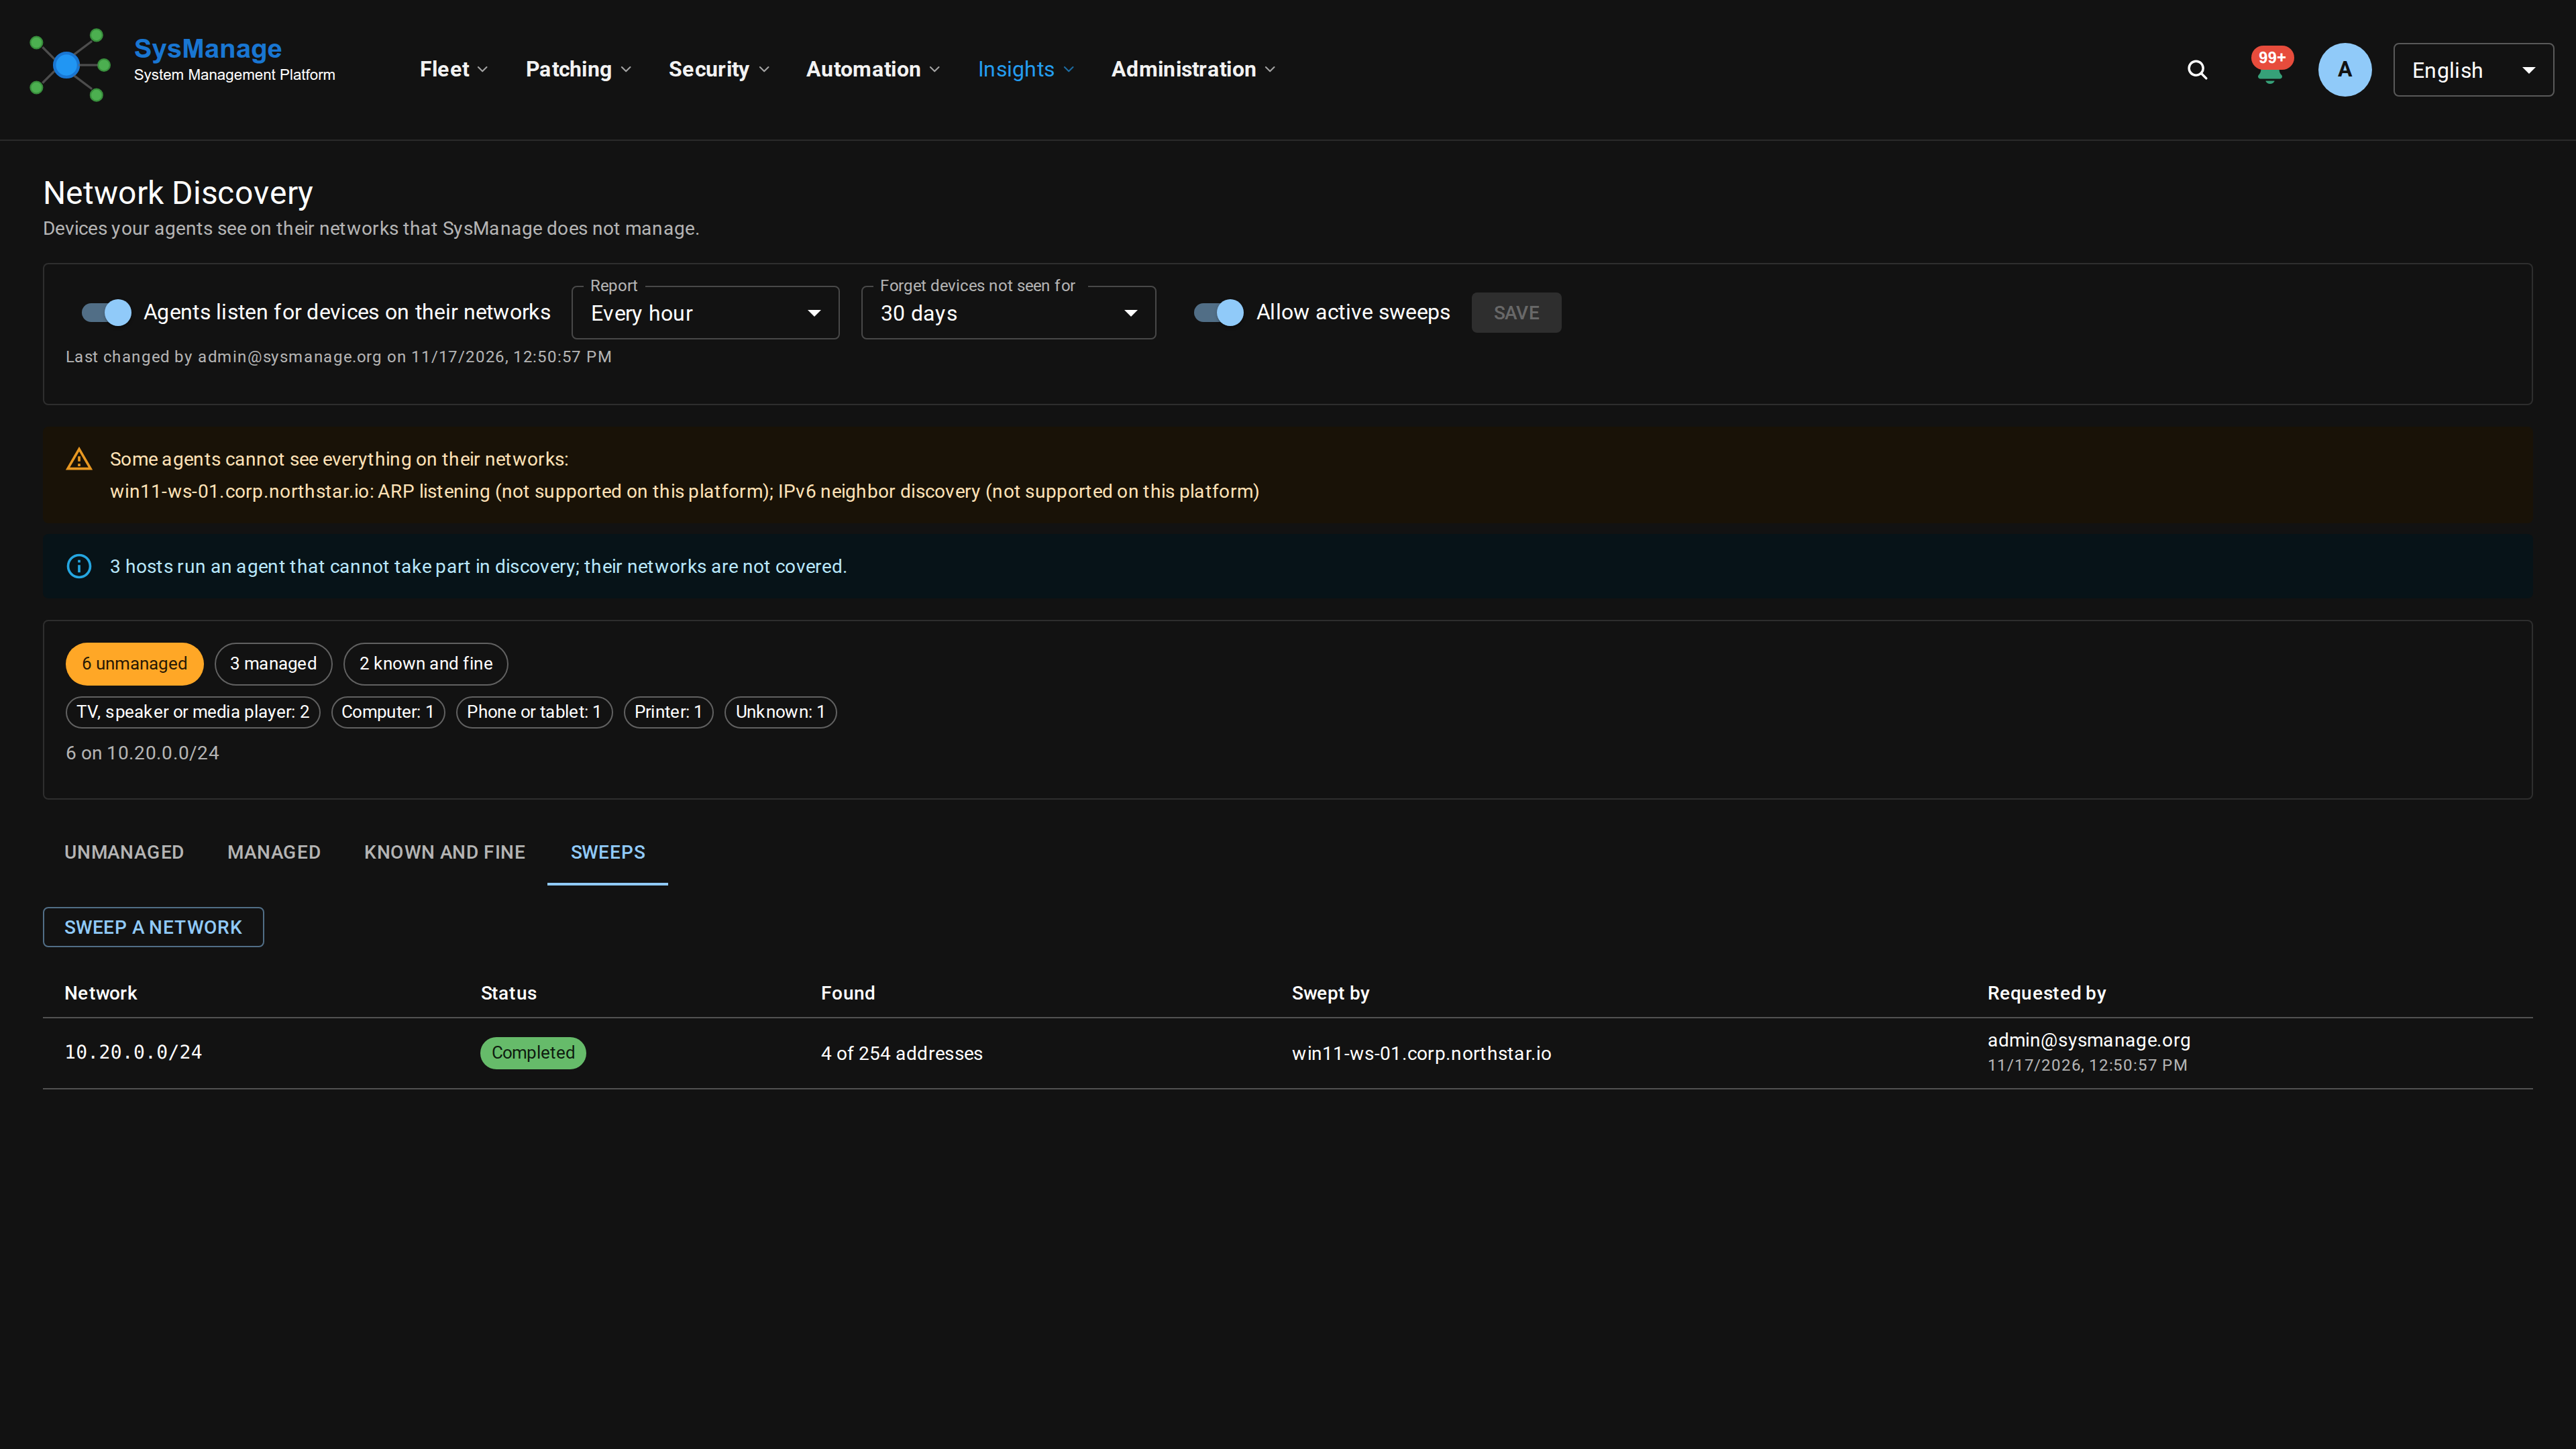 SysManage
System Management Platform
Fleet
Patching
Security
Automation
Insights
Administration
99+
A
English
Network Discovery
Devices your agents see on their networks that SysManage does not manage.
Agents listen for devices on their networks
Report
Every hour
Forget devices not seen for
30 days
Allow active sweeps
SAVE
Last changed by admin@sysmanage.org on 11/17/2026, 12:50:57 PM
Some agents cannot see everything on their networks:
win11-ws-01.corp.northstar.io: ARP listening (not supported on this platform); IPv6 neighbor discovery (not supported on this platform)
3 hosts run an agent that cannot take part in discovery; their networks are not covered.
6 unmanaged
3 managed
2 known and fine
TV, speaker or media player: 2
Computer: 1
Phone or tablet: 1
Printer: 1
Unknown: 1
6 on 10.20.0.0/24
UNMANAGED
MANAGED
KNOWN AND FINE
SWEEPS
SWEEP A NETWORK
Network
Status
Found
Swept by
Requested by
10.20.0.0/24
Completed
4 of 254 addresses
win11-ws-01.corp.northstar.io
admin@sysmanage.org
11/17/2026, 12:50:57 PM